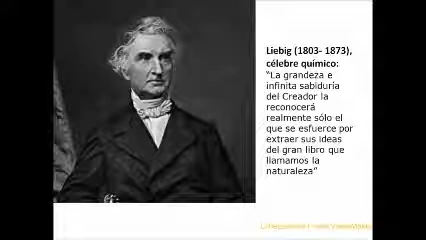 Liebig (1803- 1873),
célebre químico:
“La grandeza e
infinita sabiduría
del Creador la
reconocerá
realmente sólo el
que se esfuerce por
extraer sus ideas
del gran libro que
llamamos la
naturaleza”